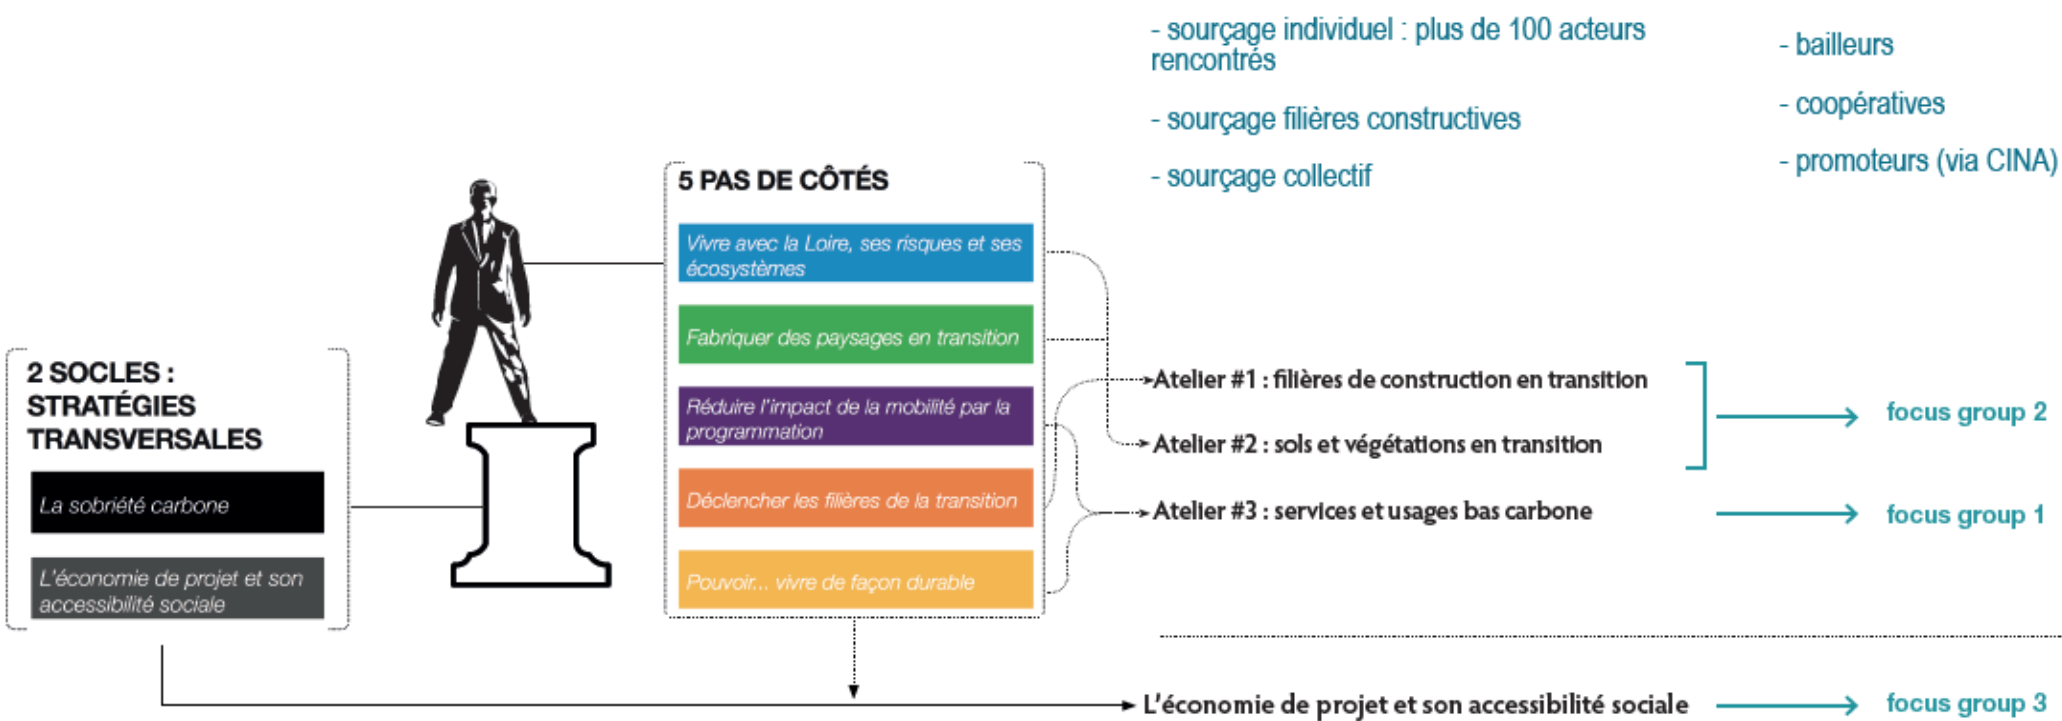 - sourçage individuel : plus de 100 acteurs
rencontrés
- sourçage filières constructives
- sourçage collectif
- bailleurs
- coopératives
- promoteurs (via CINA)
5 PAS DE CÔTÉS
Vivre avec la Loire, ses risques et ses
écosystèmes
Fabriquer des paysages en transition
Réduire l'impact de la mobilité par la
programmation
Déclencher les filières de la transition
Pouvoir... vivre de façon durable
2 SOCLES :
STRATÉGIES
TRANSVERSALES
La sobriété carbone
L'économie de projet et son
accessibilité sociale
Atelier #1 : filières de construction en transition
Atelier #2 : sols et végétations en transition
focus group 2
Atelier #3 : services et usages bas carbone
focus group 1
L'économie de projet et son accessibilité sociale
focus group 3